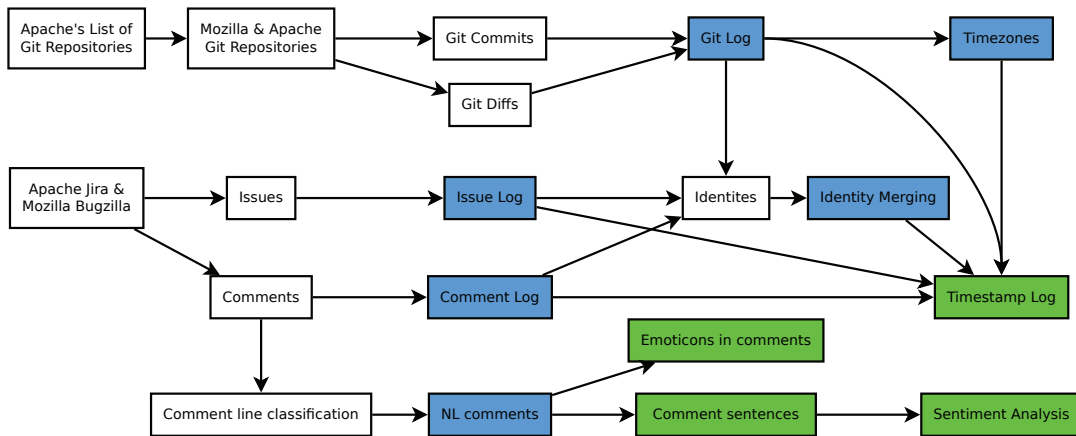 Apache's List of
Git Repositories
Mozilla & Apache
Git Repositories
Git Commits
Git Log
Timezones
Git Diffs
Apache Jira &
Mozilla Bugzilla
Issues
Issue Log
Identites
Identity Merging
Comments
Comment Log
Timestamp Log
Emoticons in comments
Comment line classification
NL comments
Comment sentences
Sentiment Analysis